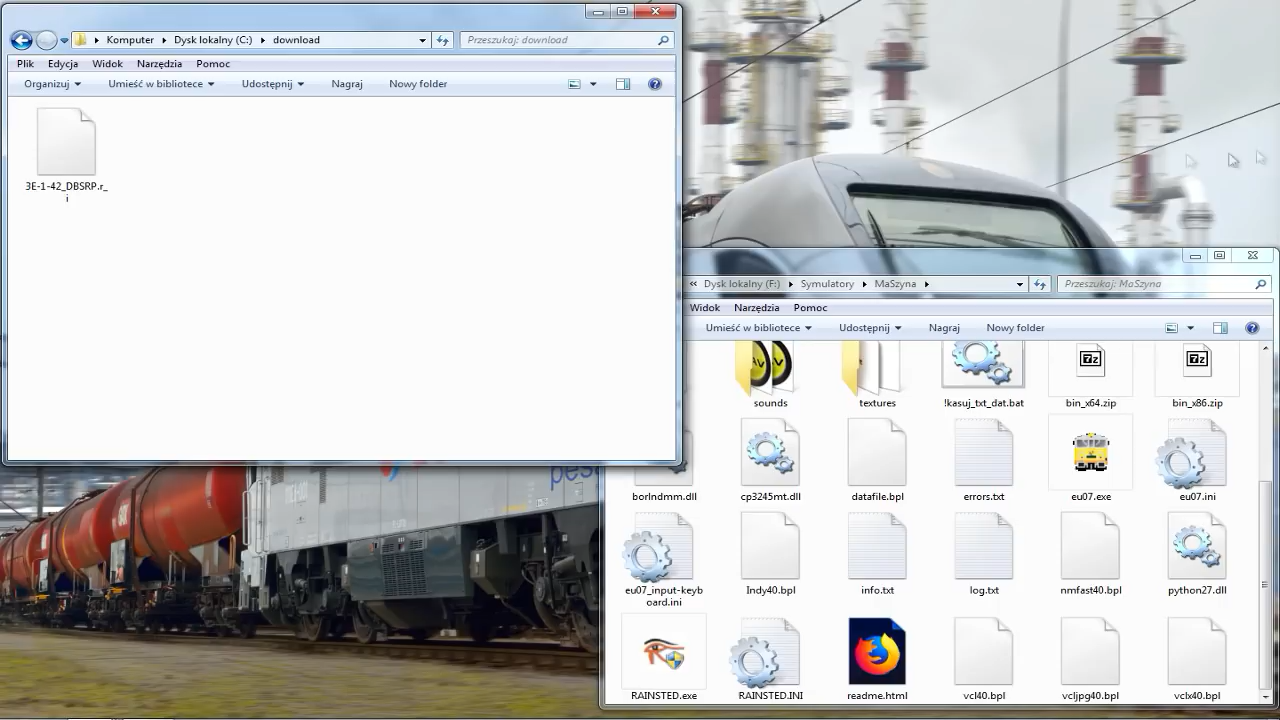 Komputer Dysk lokalny (C:) download Przeszukaj: download
Plik Edycja Widok Narzędzia Pomoc
Organizuj Umieść w bibliotece Udostępnij Nagraj Nowy folder
3E-1-42_DBSRP.r_
i
« Dysk lokalny (F:) Symulatory MaSzyna Przeszukaj: MaSzyna
Widok Narzędzia Pomoc
Umieść w bibliotece Udostępnij Nagraj Nowy folder
sounds textures !kasuj_txt_dat.bat bin_x64.zip bin_x86.zip
borlndmm.dll cp3245mt.dll datafile.bpl errors.txt eu07.exe eu07.ini
eu07_input-keyb
oard.ini
Indy40.bpl info.txt log.txt nmfast40.bpl python27.dll
RAINSTED.exe RAINSTED.INI readme.html vcl40.bpl vcljpg40.bpl vclx40.bpl